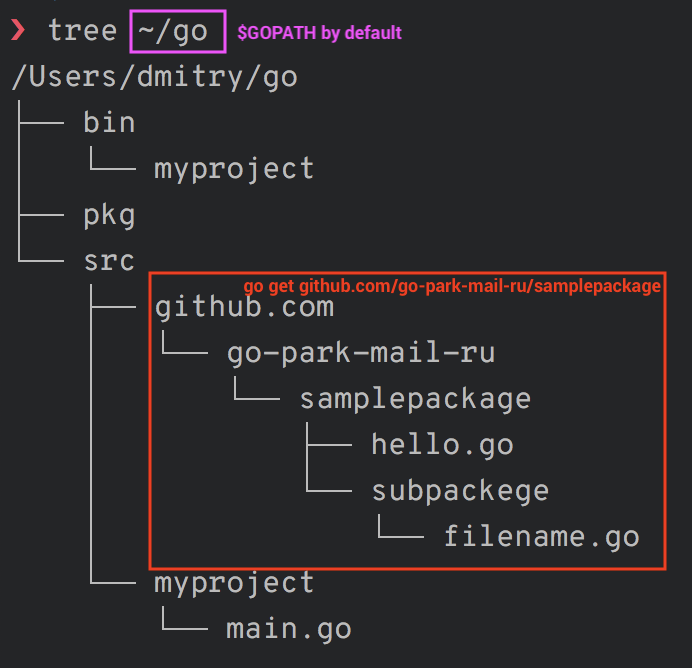 ❯ tree ~/go $GOPATH by default
/Users/dmitry/go
bin
myproject
pkg
src
go get github.com/go-park-mail-ru/samplepackage
github.com
go-park-mail-ru
samplepackage
hello.go
subpackege
filename.go
myproject
main.go